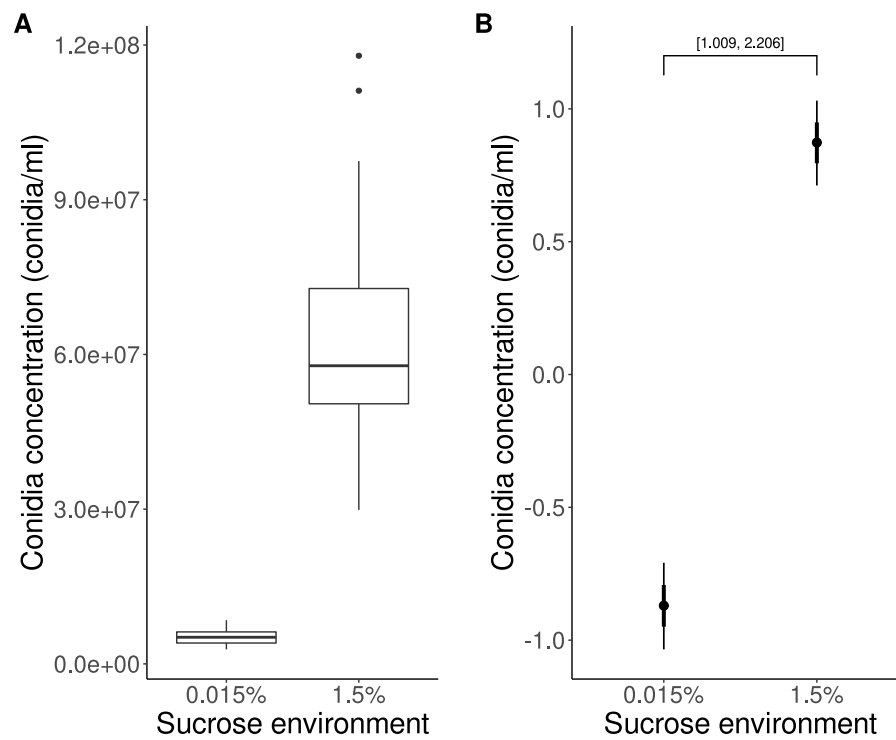 A
Conidia concentration (conidia/ml)
1.2e+08
9.0e+07
6.0e+07
3.0e+07
0.0e+00
0.015% 1.5%
Sucrose environment
B
Conidia concentration (conidia/ml)
[1.009, 2.206]
1.0
0.5
0.0
-0.5
-1.0
0.015% 1.5%
Sucrose environment